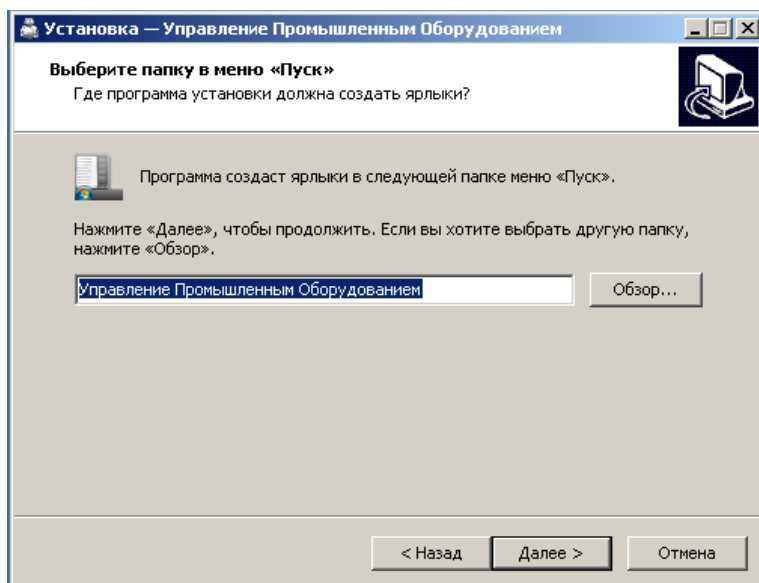 Установка — Управление Промышленным Оборудованием
Выберите папку в меню «Пуск»
Где программа установки должна создать ярлыки?
Программа создаст ярлыки в следующей папке меню «Пуск».
Нажмите «Далее», чтобы продолжить. Если вы хотите выбрать другую папку,
нажмите «Обзор».
Управление Промышленным Оборудованием
Обзор...
< Назад
Далее >
Отмена